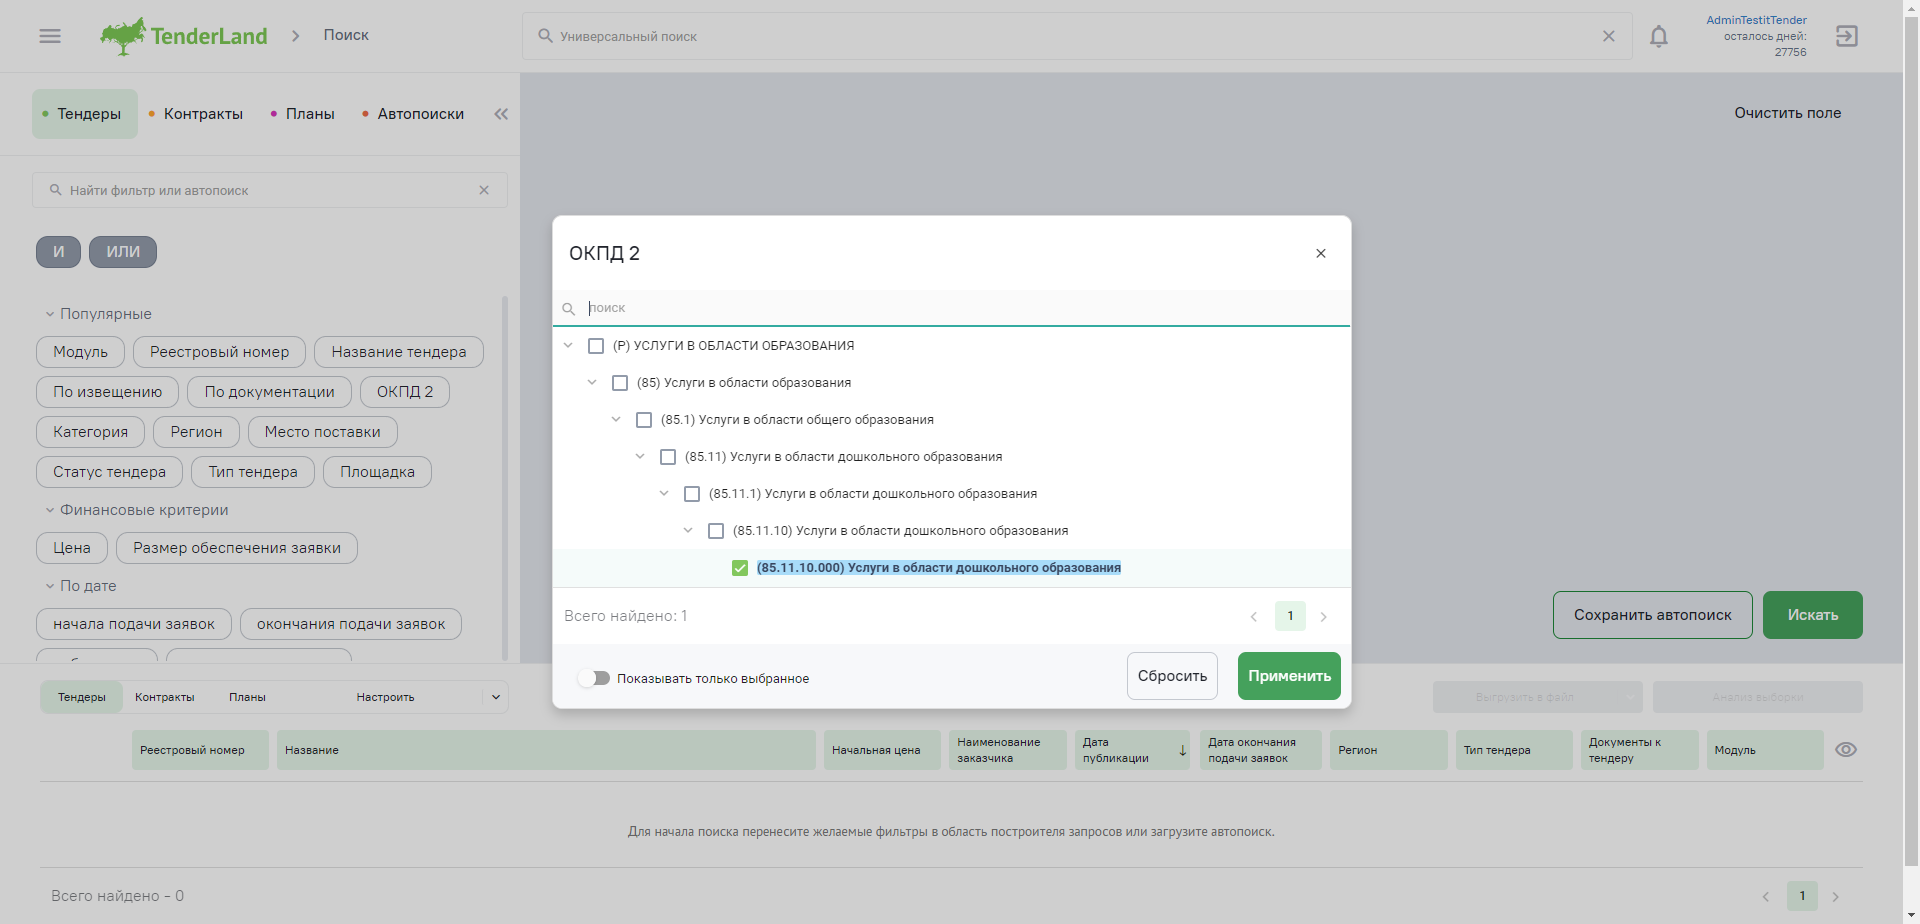 TenderLand
Поиск
Универсальный поиск
AdminTestitTender
осталось дней:
27756
Тендеры
Контракты
Планы
Автопоиски
Очистить поле
Найти фильтр или автопоиск
И
ИЛИ
Популярные
Модуль
Реестровый номер
Название тендера
По извещению
По документации
ОКПД 2
Категория
Регион
Место поставки
Статус тендера
Тип тендера
Площадка
Финансовые критерии
Цена
Размер обеспечения заявки
По дате
начала подачи заявок
окончания подачи заявок
ОКПД 2
поиск
(P) УСЛУГИ В ОБЛАСТИ ОБРАЗОВАНИЯ
(85) Услуги в области образования
(85.1) Услуги в области общего образования
(85.11) Услуги в области дошкольного образования
(85.11.1) Услуги в области дошкольного образования
(85.11.10) Услуги в области дошкольного образования
(85.11.10.000) Услуги в области дошкольного образования
Всего найдено: 1
1
Показывать только выбранное
Сбросить
Применить
Сохранить автопоиск
Искать
Тендеры
Контракты
Планы
Настроить
Выгрузить в файл
Анализ выборки
Реестровый номер
Название
Начальная цена
Наименование
заказчика
Дата
публикации
Дата окончания
подачи заявок
Регион
Тип тендера
Документы к
тендеру
Модуль
Для начала поиска перенесите желаемые фильтры в область построителя запросов или загрузите автопоиск.
Всего найдено - 0
1